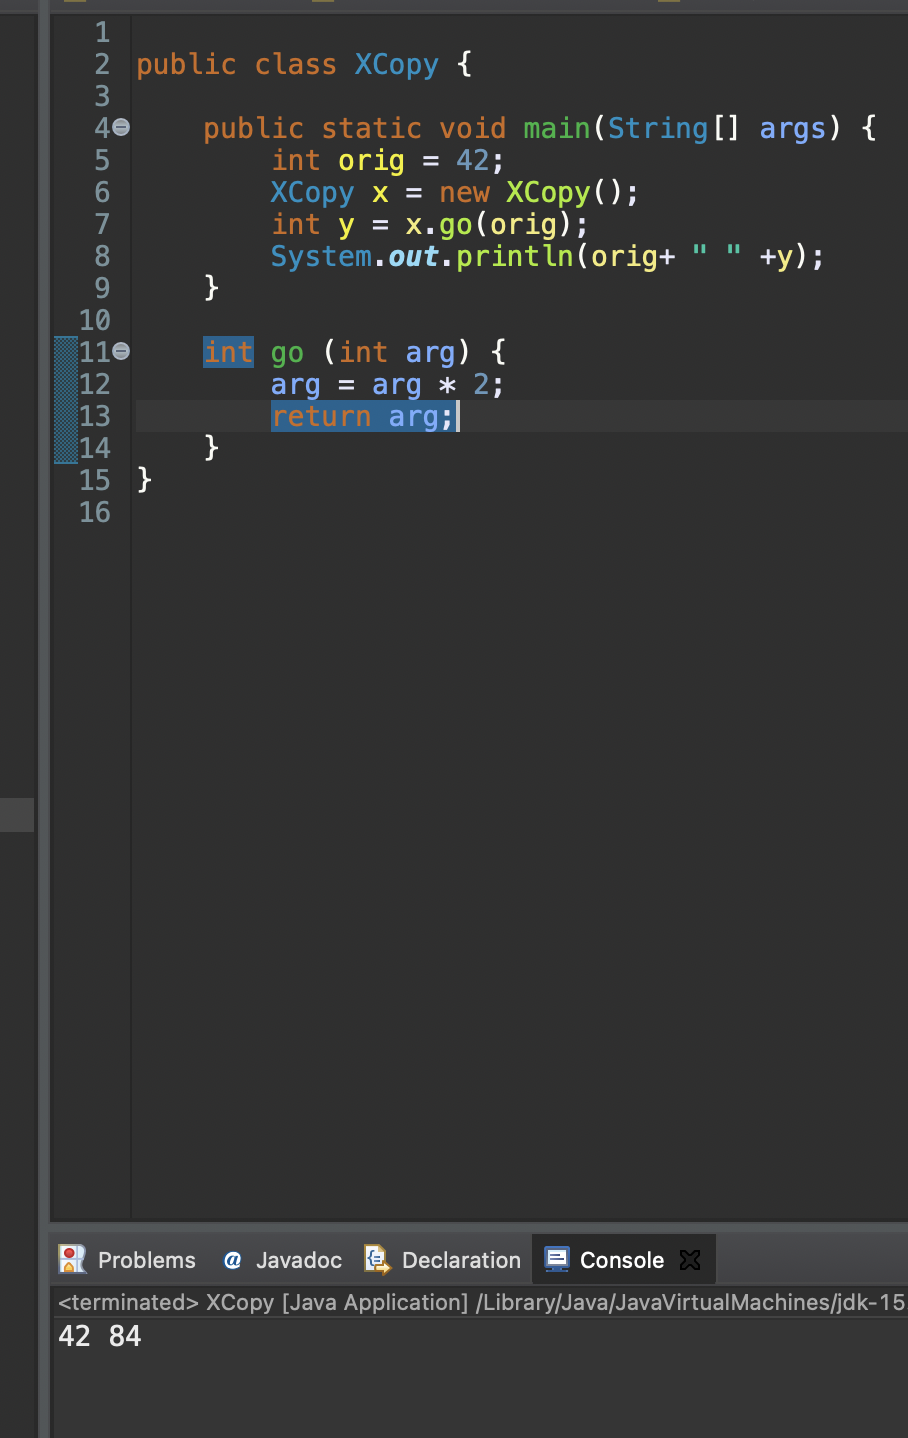 1
2 public class XCopy {
3
4 public static void main(String[] args) {
5 int orig = 42;
6 XCopy x = new XCopy();
7 int y = x.go(orig);
8 System.out.println(orig+ " " +y);
9 }
10
11 int go (int arg) {
12 arg = arg * 2;
13 return arg;
14 }
15 }
16
Problems @ Javadoc Declaration Console
<terminated> XCopy [Java Application] /Library/Java/JavaVirtualMachines/jdk-15
42 84